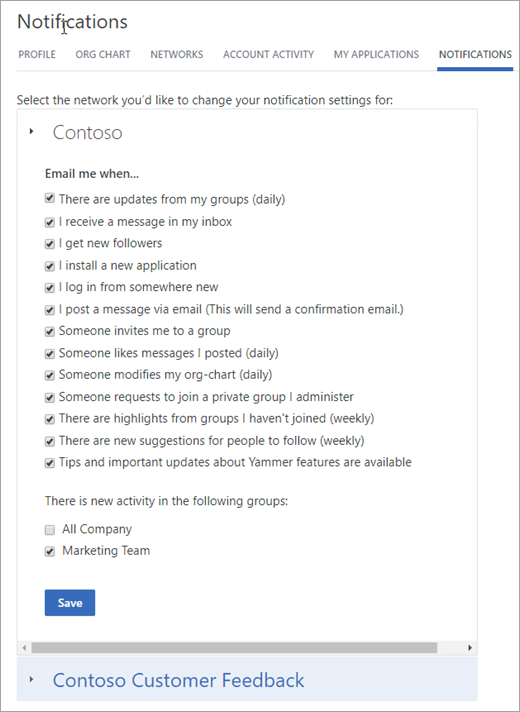 Notifications
PROFILE ORG CHART NETWORKS ACCOUNT ACTIVITY MY APPLICATIONS NOTIFICATIONS
Select the network you'd like to change your notification settings for:
Contoso
Email me when...
There are updates from my groups (daily)
I receive a message in my inbox
I get new followers
I install a new application
I log in from somewhere new
I post a message via email (This will send a confirmation email.)
Someone invites me to a group
Someone likes messages I posted (daily)
Someone modifies my org-chart (daily)
Someone requests to join a private group I administer
There are highlights from groups I haven't joined (weekly)
There are new suggestions for people to follow (weekly)
Tips and important updates about Yammer features are available
There is new activity in the following groups:
All Company
Marketing Team
Save
Contoso Customer Feedback